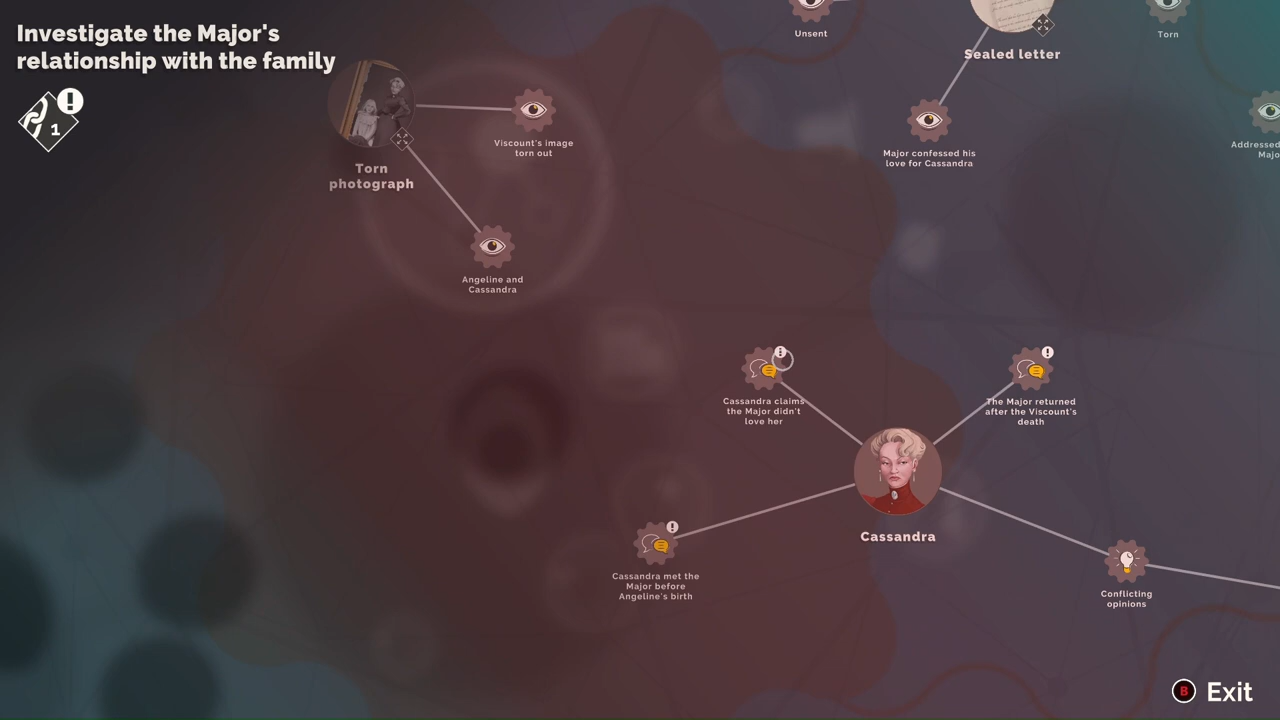 Investigate the Major's
relationship with the family
1
Unsent
Sealed letter
Torn
Torn
photograph
Viscount's image
torn out
Major confessed his
love for Cassandra
Addressed
Majo
Angeline and
Cassandra
Cassandra claims
the Major didn't
love her
The Major returned
after the Viscount's
death
Cassandra
Cassandra met the
Major before
Angeline's birth
Conflicting
opinions
B Exit